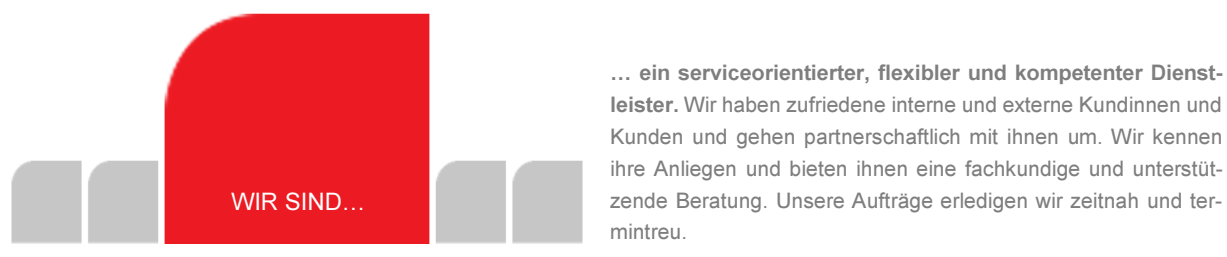 WIR SIND…
… ein serviceorientierter, flexibler und kompetenter Dienst-
leister. Wir haben zufriedene interne und externe Kundinnen und
Kunden und gehen partnerschaftlich mit ihnen um. Wir kennen
ihre Anliegen und bieten ihnen eine fachkundige und unterstüt-
zende Beratung. Unsere Aufträge erledigen wir zeitnah und ter-
mintreu.